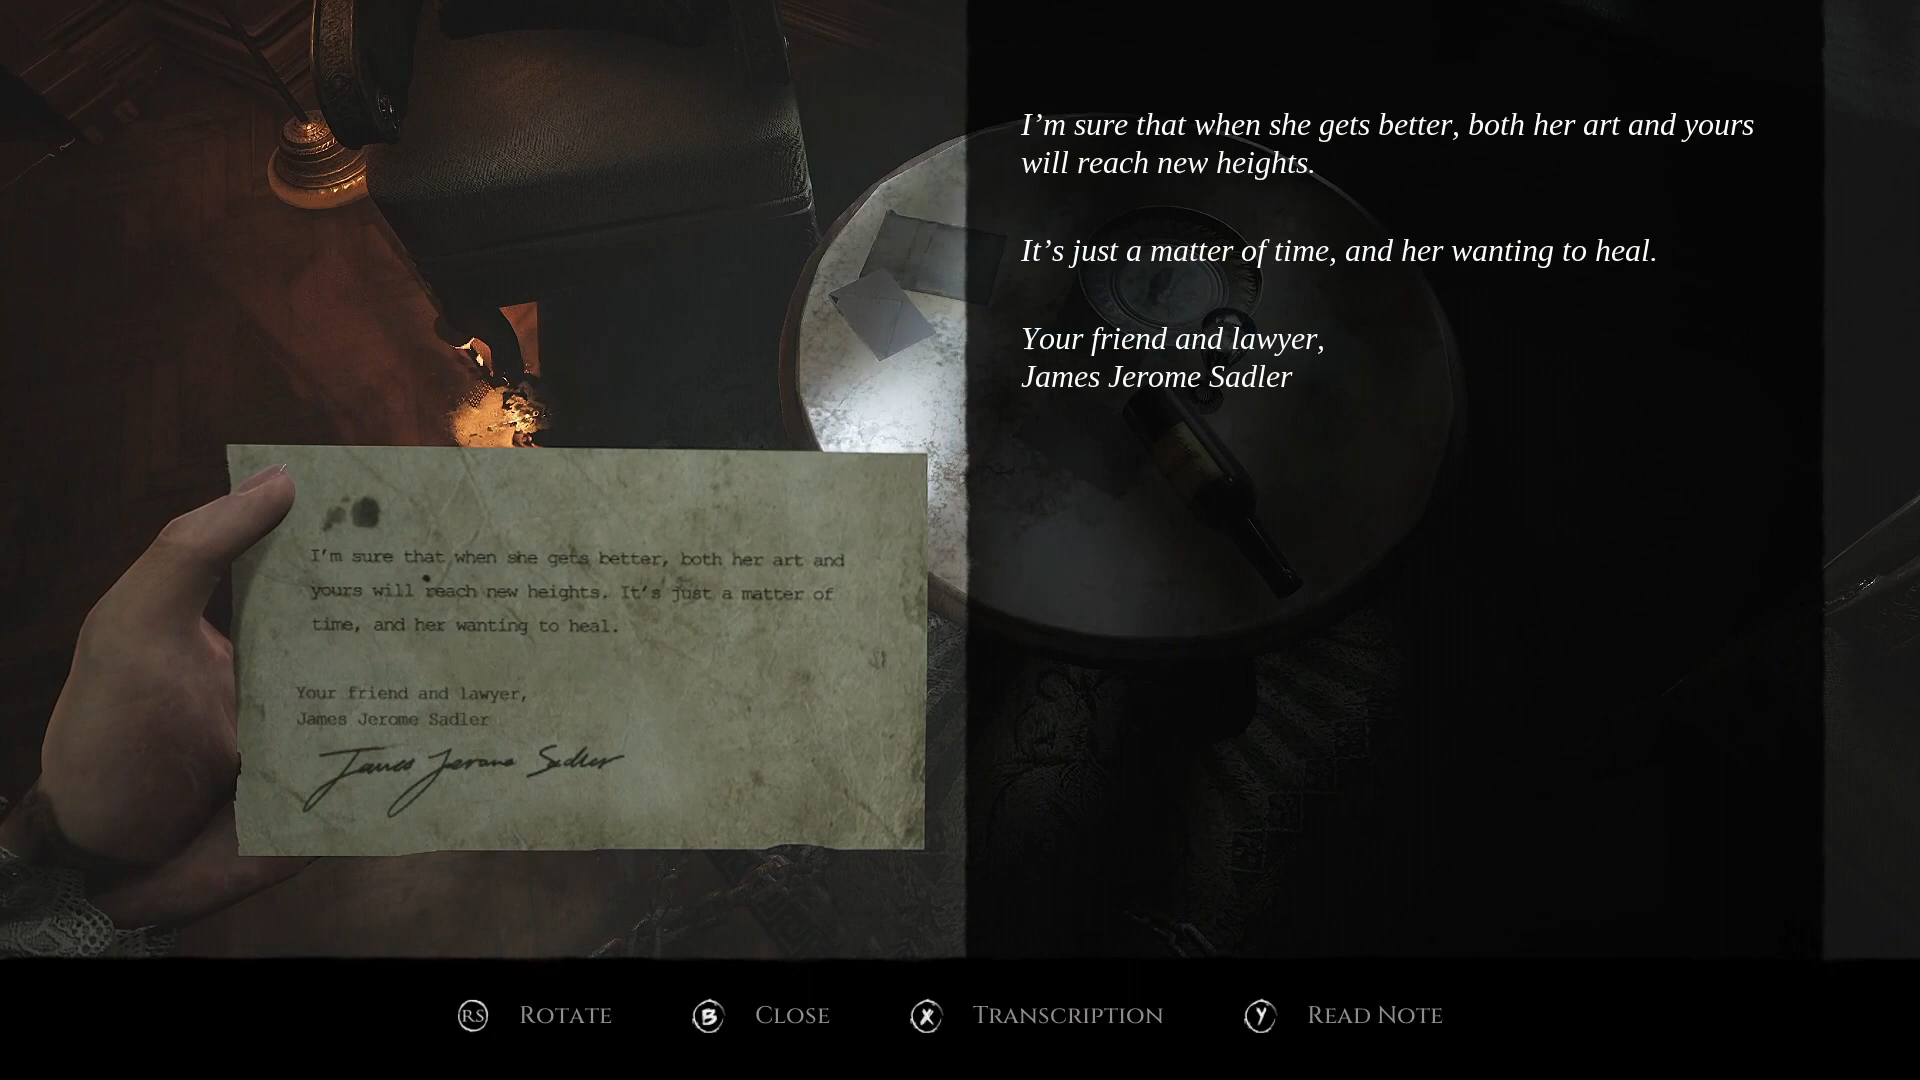 I'm sure that when she gets better, both her art and
yours will reach new heights. It's just a matter of
time, and her wanting to heal.
Your friend and lawyer,
James Jerome Sadler
James Jerome Sadler
I’m sure that when she gets better, both her art and yours
will reach new heights.
It’s just a matter of time, and her wanting to heal.
Your friend and lawyer,
James Jerome Sadler
RS ROTATE B CLOSE X TRANSCRIPTION Y READ NOTE